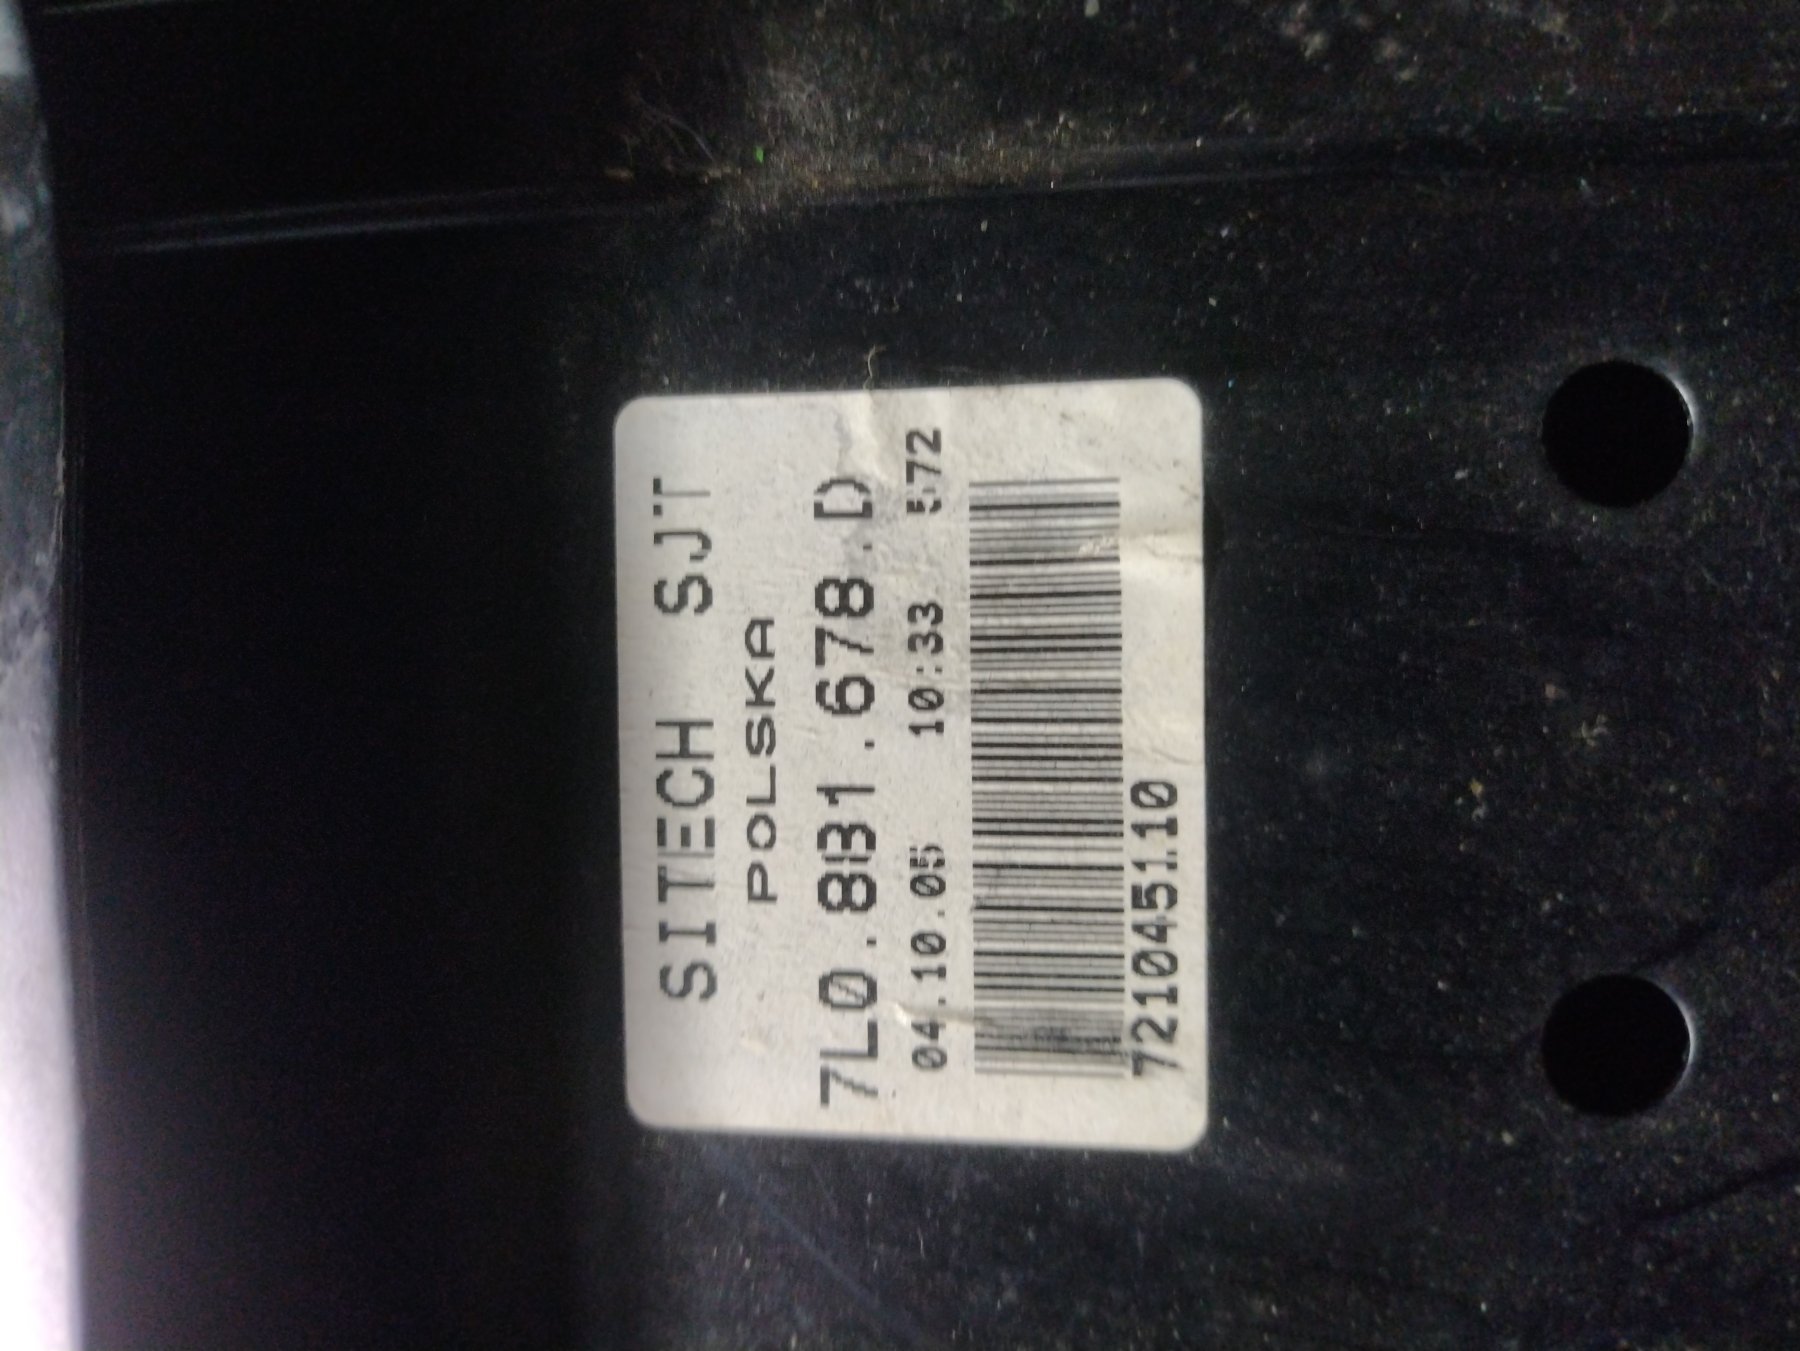 SITECH SJT
POLSKA
7L0.881.678.D
04.10.05 10:33 572
7210451110